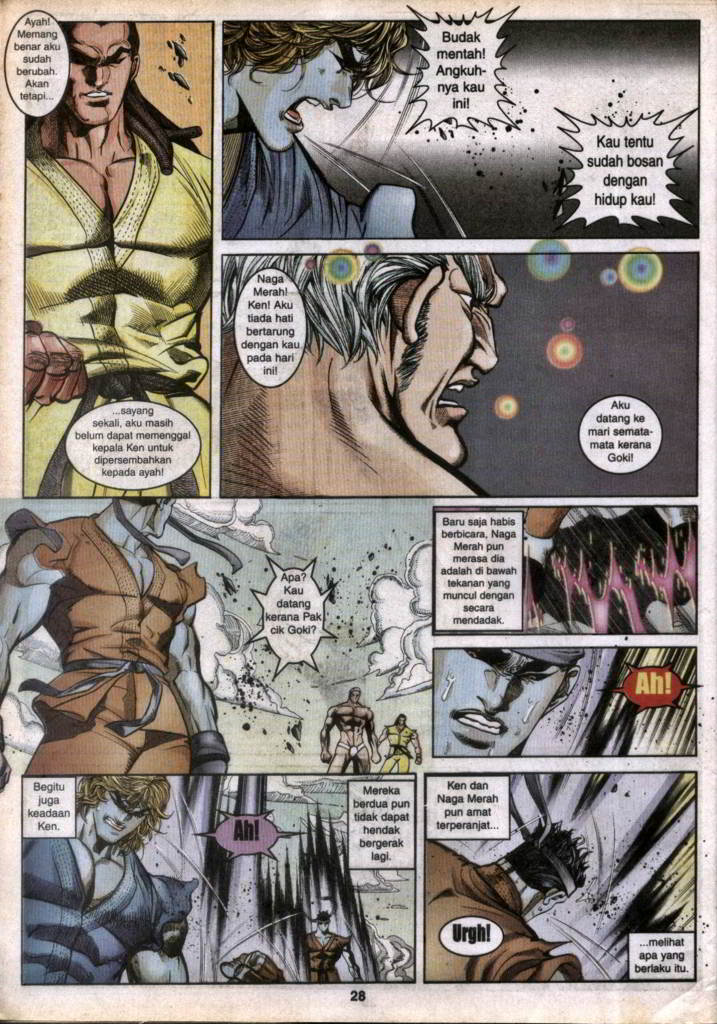 Ayah!
Memang
benar aku
sudah
berubah.
Akan
tetapi...
...sayang
sekali, aku masih
belum dapat memenggal
kepala Ken untuk
dipersembahkan
kepada ayah!
Budak
mentah!
Angkuh-
nya kau
ini!
Kau tentu
sudah bosan
dengan
hidup kau!
Naga
Merah!
Ken! Aku
tiada hati
bertarung
dengan kau
pada hari
ini!
Aku
datang ke
mari semata-
mata kerana
Goki!
Apa?
Kau
datang
kerana Pak
cik Goki?
Baru saja habis
berbicara, Naga
Merah pun
merasa dia
adalah di bawah
tekanan yang
muncul dengan
secara
mendadak.
Ah!
Begitu
juga
keadaan
Ken.
Ah!
Mereka
berdua pun
tidak dapat
hendak
bergerak
lagi.
Ken dan
Naga Merah
pun amat
terperanjat...
Urgh!
...melihat
apa yang
berlaku itu.
28